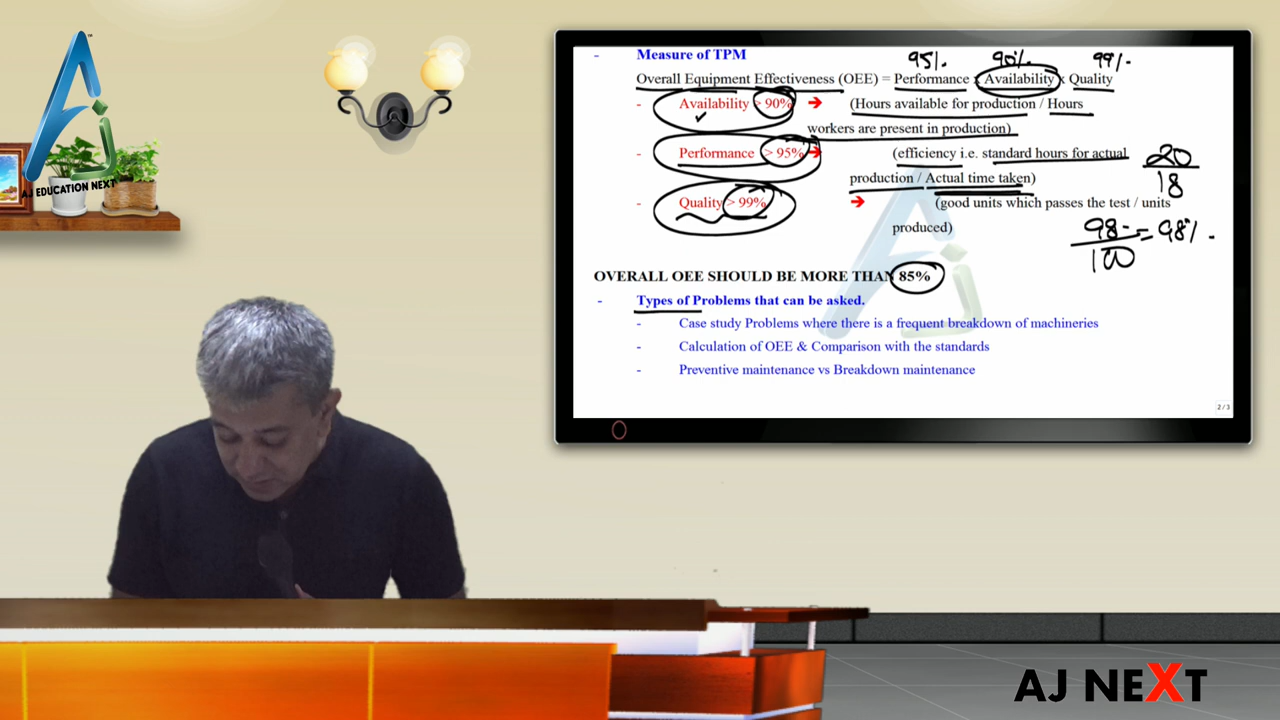 AJ EDUCATION NEXT
- Measure of TPM
95%. 90%. 99%.
Overall Equipment Effectiveness (OEE) = Performance x Availability x Quality
- Availability > 90% ➔ (Hours available for production / Hours
workers are present in production)
- Performance > 95% ➔ (efficiency i.e. standard hours for actual
production / Actual time taken)
20
18
- Quality > 99% ➔ (good units which passes the test / units
produced)
98
100
= 98%.
OVERALL OEE SHOULD BE MORE THAN 85%
- Types of Problems that can be asked.
- Case study Problems where there is a frequent breakdown of machineries
- Calculation of OEE & Comparison with the standards
- Preventive maintenance vs Breakdown maintenance
2 / 3
AJ NEXT